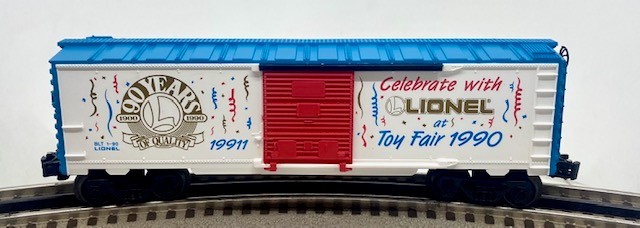 90 YEARS
1900 1990
L
OF QUALITY
BLT 1-90
LIONEL
19911
Celebrate with
L LIONEL
at
Toy Fair 1990